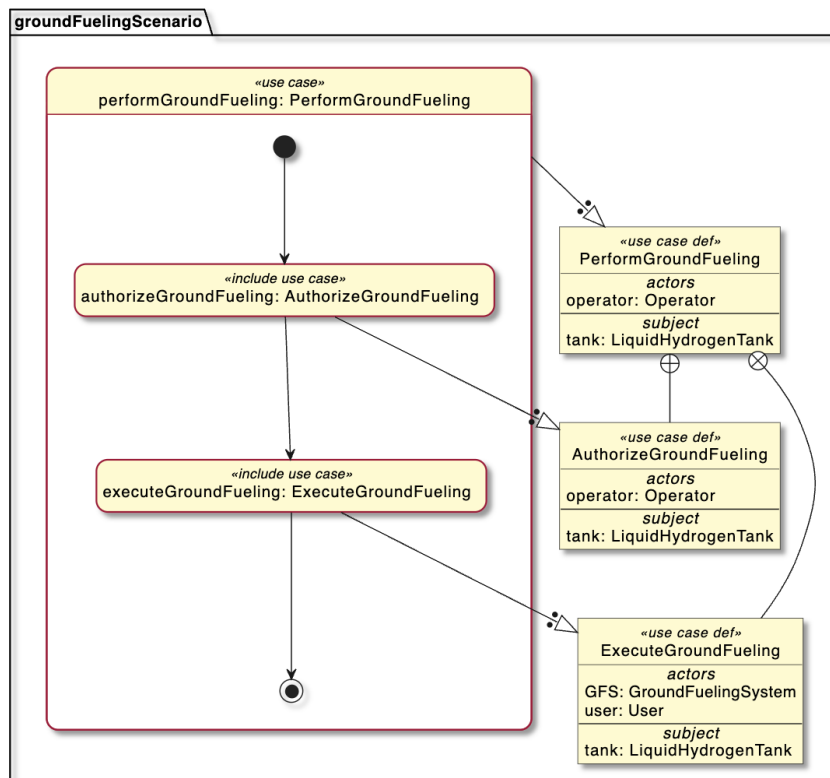 groundFuelingScenario
«use case»
performGroundFueling: PerformGroundFueling
«include use case»
authorizeGroundFueling: AuthorizeGroundFueling
«include use case»
executeGroundFueling: ExecuteGroundFueling
«use case def»
PerformGroundFueling
actors
operator: Operator
subject
tank: LiquidHydrogenTank
«use case def»
AuthorizeGroundFueling
actors
operator: Operator
subject
tank: LiquidHydrogenTank
«use case def»
ExecuteGroundFueling
actors
GFS: GroundFuelingSystem
user: User
subject
tank: LiquidHydrogenTank